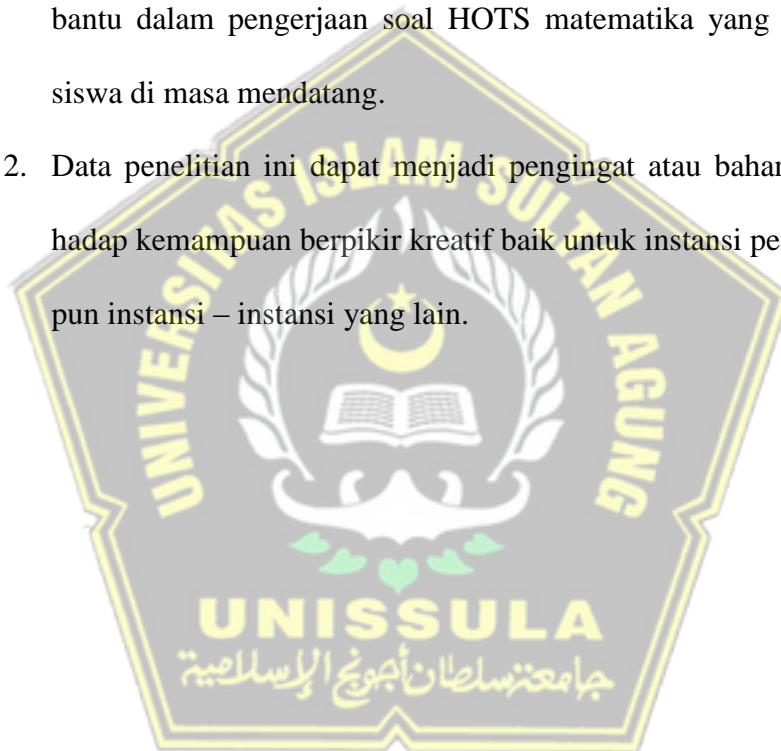 bantu dalam pengerjaan soal HOTS matematika yang
siswa di masa mendatang.
2. Data penelitian ini dapat menjadi pengingat atau bahan
hadap kemampuan berpikir kreatif baik untuk instansi pe
pun instansi – instansi yang lain.
UNIVERSITAS ISLAM SULTAN AGUNG
UNISSULA
جامعة سلطان أجونج الإسلامية